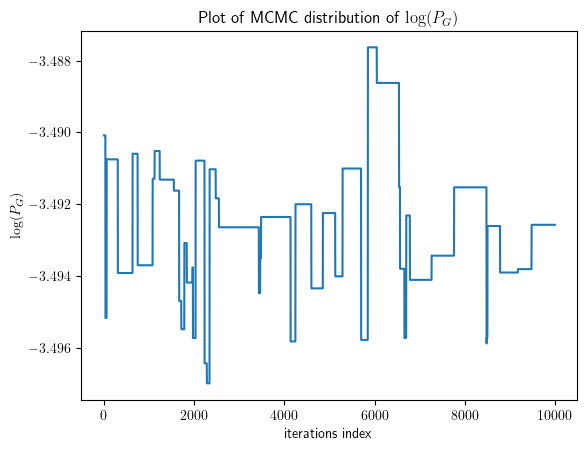 Plot of MCMC distribution of log(P_G)
log(P_G)
−3.488
−3.490
−3.492
−3.494
−3.496
0 2000 4000 6000 8000 10000
iterations index